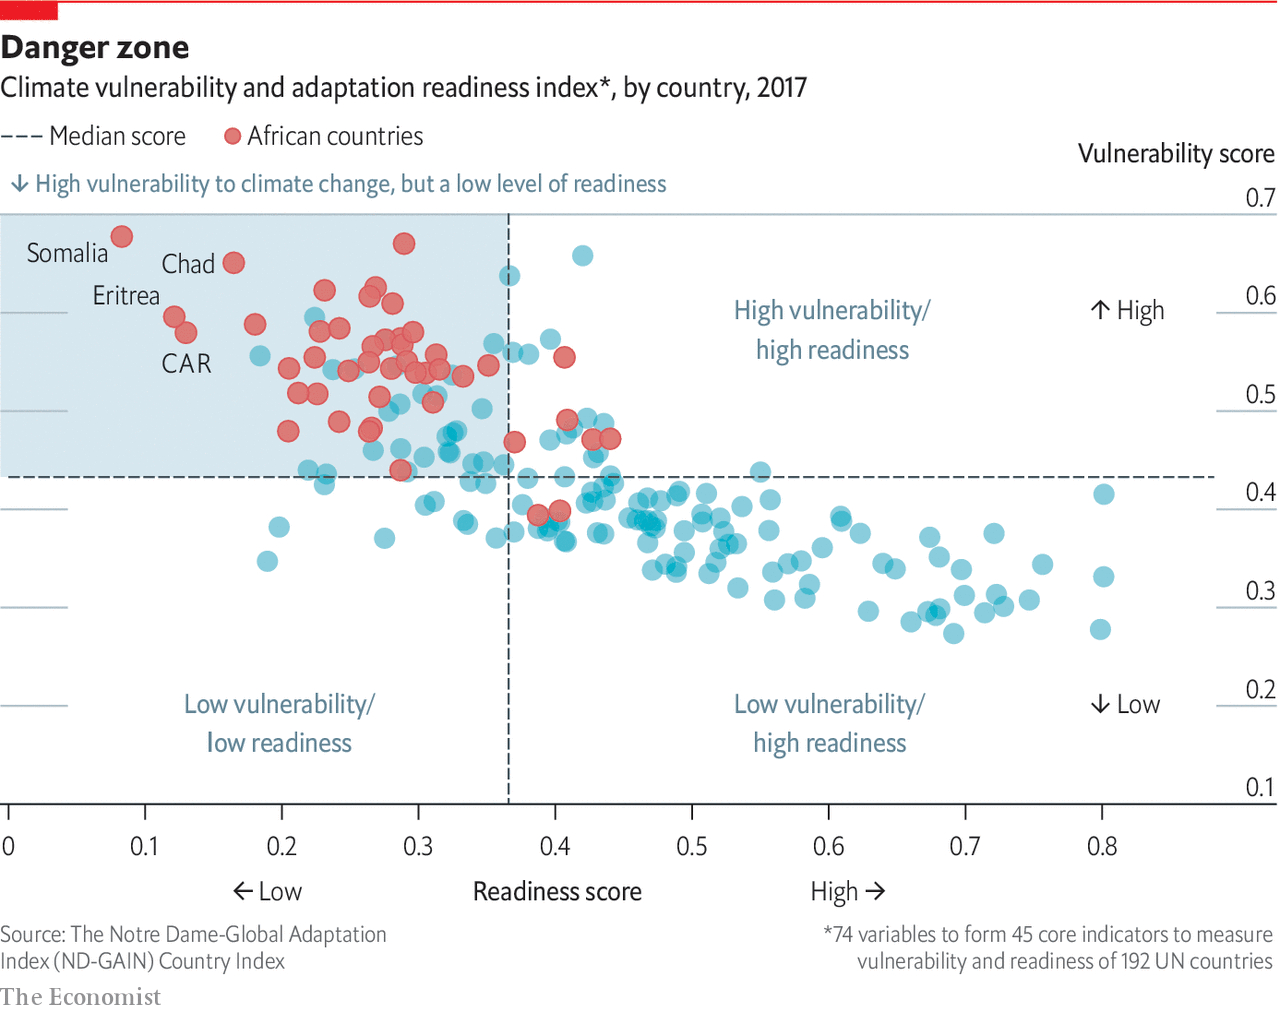 Danger zone
Climate vulnerability and adaptation readiness index*, by country, 2017
Median score
African countries
Vulnerability score
↓ High vulnerability to climate change, but a low level of readiness
0.7
Somalia
Chad
Eritrea
CAR
0.6
High vulnerability/
high readiness
↑ High
0.5
0.4
0.3
0.2
Low vulnerability/
low readiness
Low vulnerability/
high readiness
↓ Low
0.1
0 0.1 0.2 0.3 0.4 0.5 0.6 0.7 0.8
← Low Readiness score High →
Source: The Notre Dame-Global Adaptation
Index (ND-GAIN) Country Index
*74 variables to form 45 core indicators to measure
vulnerability and readiness of 192 UN countries
The Economist